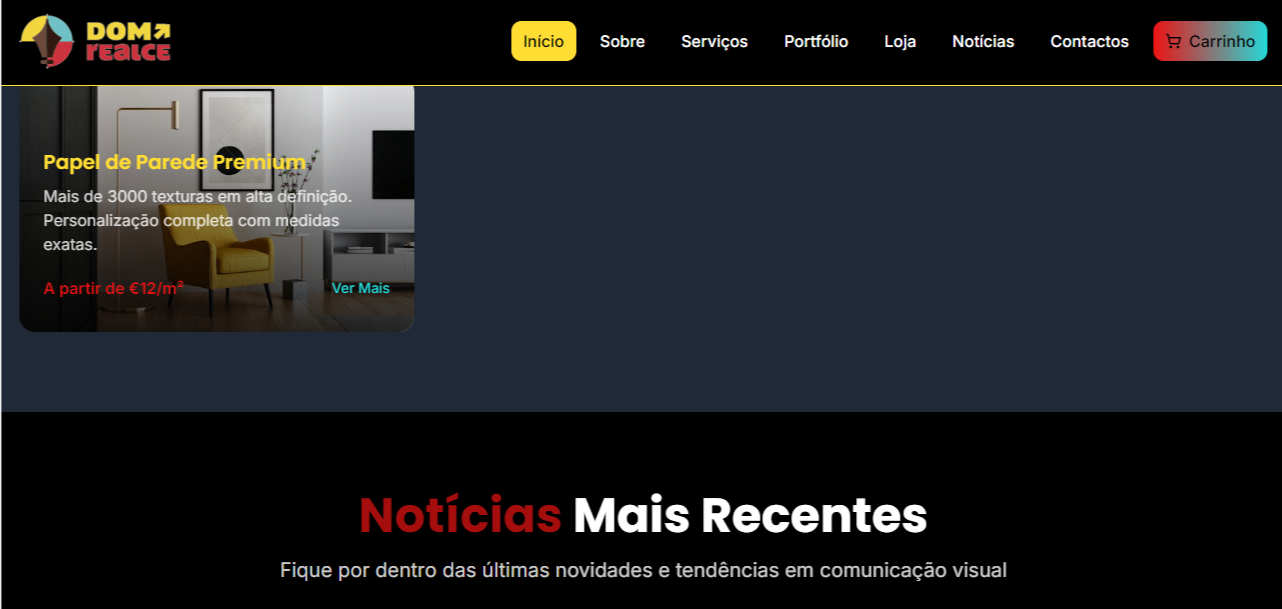 DOM
realce
Início
Sobre
Serviços
Portfólio
Loja
Notícias
Contactos
Carrinho
Papel de Parede Premium
Mais de 3000 texturas em alta definição.
Personalização completa com medidas
exatas.
A partir de €12/m²
Ver Mais
Notícias Mais Recentes
Fique por dentro das últimas novidades e tendências em comunicação visual